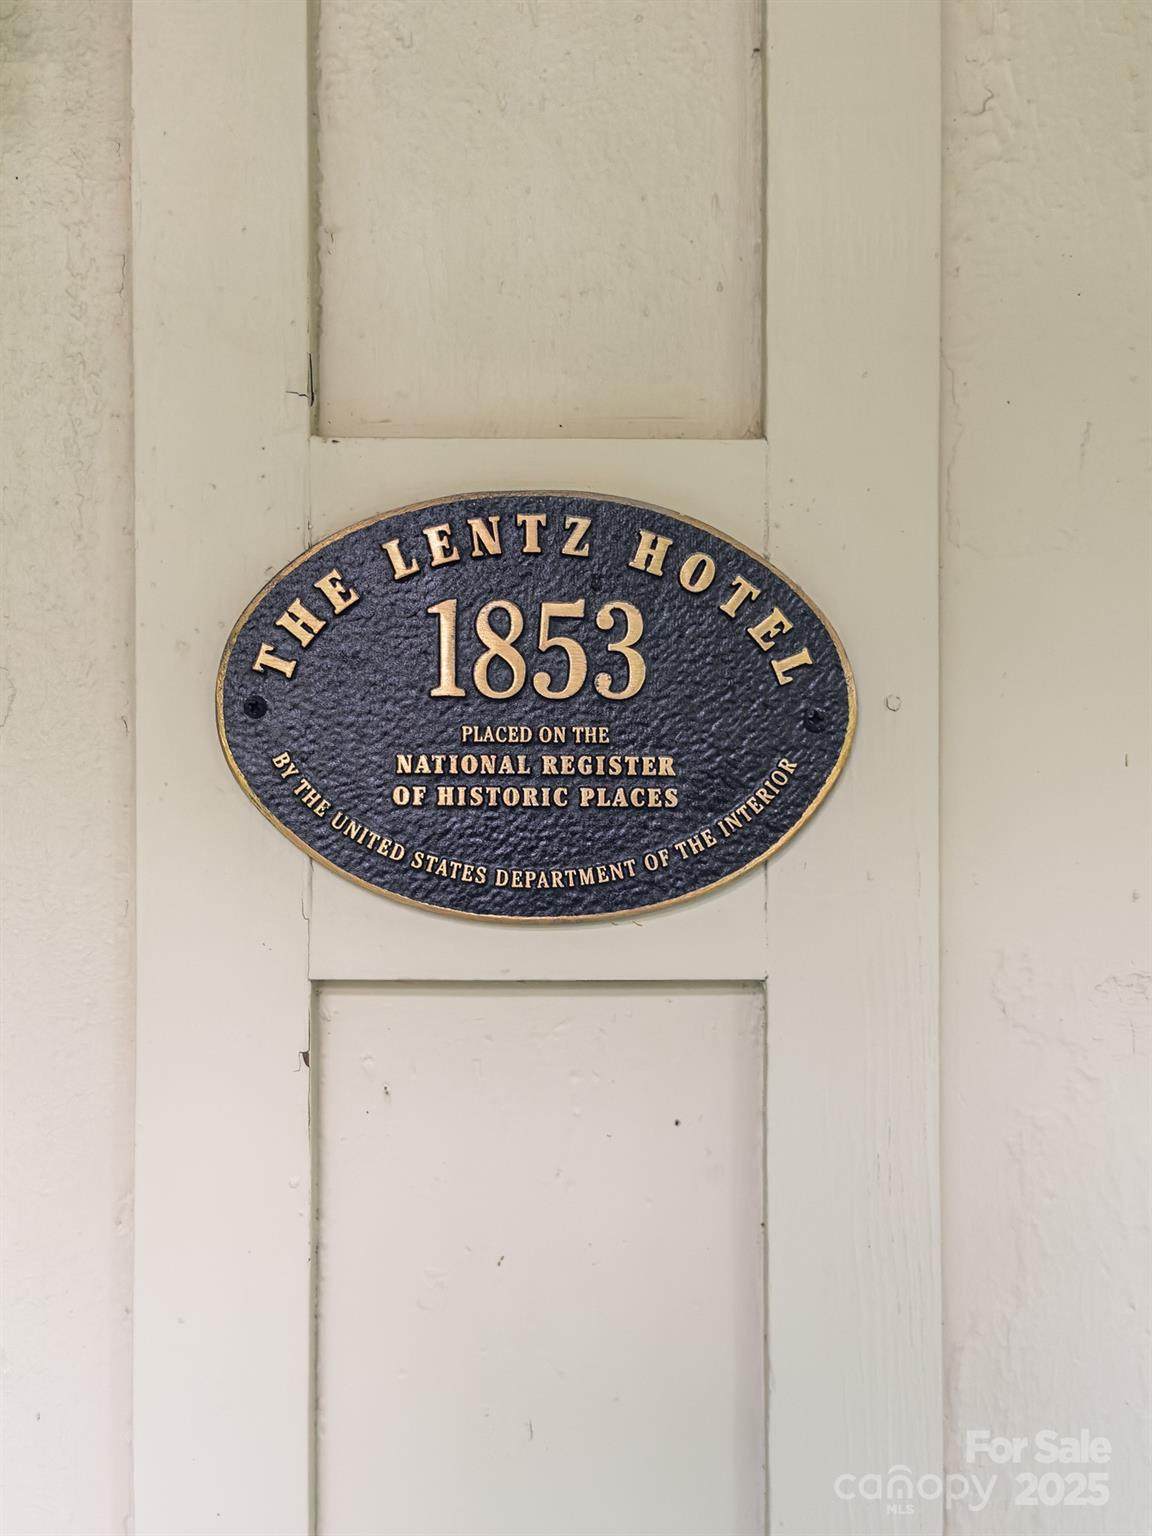 THE LENTZ HOTEL
1853
PLACED ON THE
NATIONAL REGISTER
OF HISTORIC PLACES
BY THE UNITED STATES DEPARTMENT OF THE INTERIOR
For Sale
canopy 2025
MLS